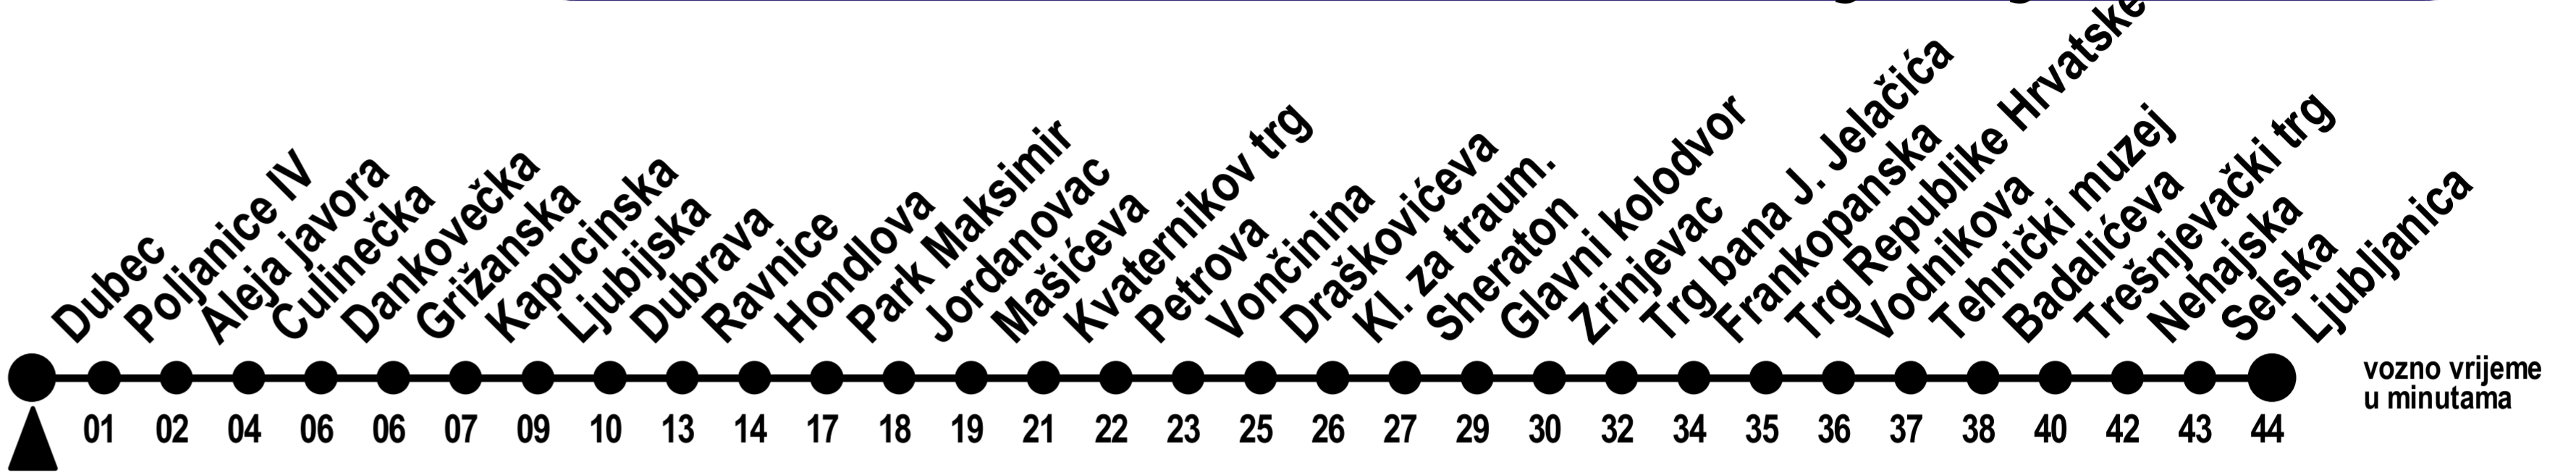 Dubec
Poljanice IV
Aleja javora
Čulinečka
Dankovečka
Grižanska
Kapucinska
Ljubijska
Dubrava
Ravnice
Hondlova
Park Maksimir
Jordanovac
Mašićeva
Kvaternikov trg
Petrova
Vončinina
Draškovićeva
Kl. za traum.
Sheraton
Glavni kolodvor
Zrinjevac
Trg bana J. Jelačića
Frankopanska
Trg Republike Hrvatske
Vodnikova
Tehnički muzej
Badalićeva
Trešnjevački trg
Nehajska
Selska
Ljubljanica
01 02 04 06 06 07 09 10 13 14 17 18 19 21 22 23 25 26 27 29 30 32 34 35 36 37 38 40 42 43 44
vozno vrijeme
u minutama